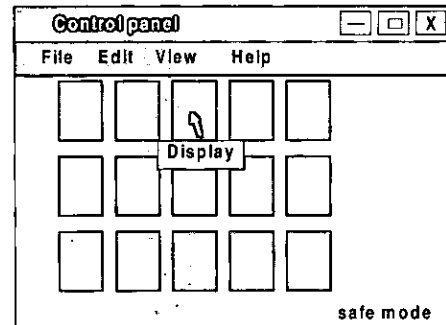 Control panel X
File Edit View Help
Display
safe mode